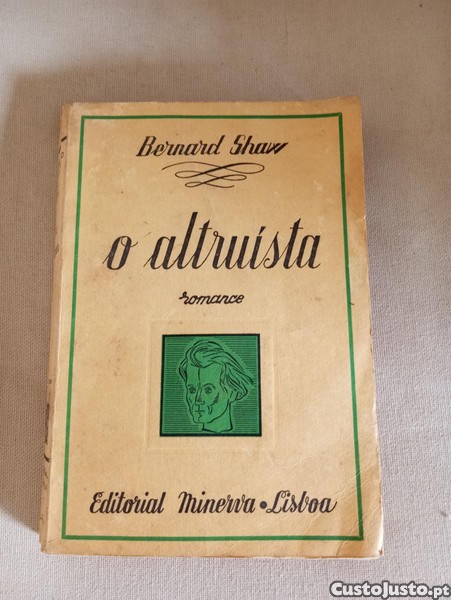 Bernard Shaw
o altruísta
romance
Editorial Minerva • Lisboa
CustoJusto.pt